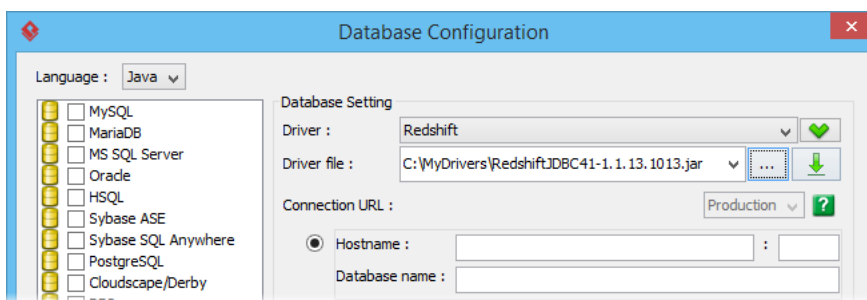 Database Configuration
Language : Java
MySQL
MariaDB
MS SQL Server
Oracle
HSQL
Sybase ASE
Sybase SQL Anywhere
PostgreSQL
Cloudscape/Derby
Database Setting
Driver : Redshift
Driver file : C:\MyDrivers\RedshiftJDBC41-1.1.13.1013.jar ...
Connection URL : Production ?
Hostname : :
Database name :